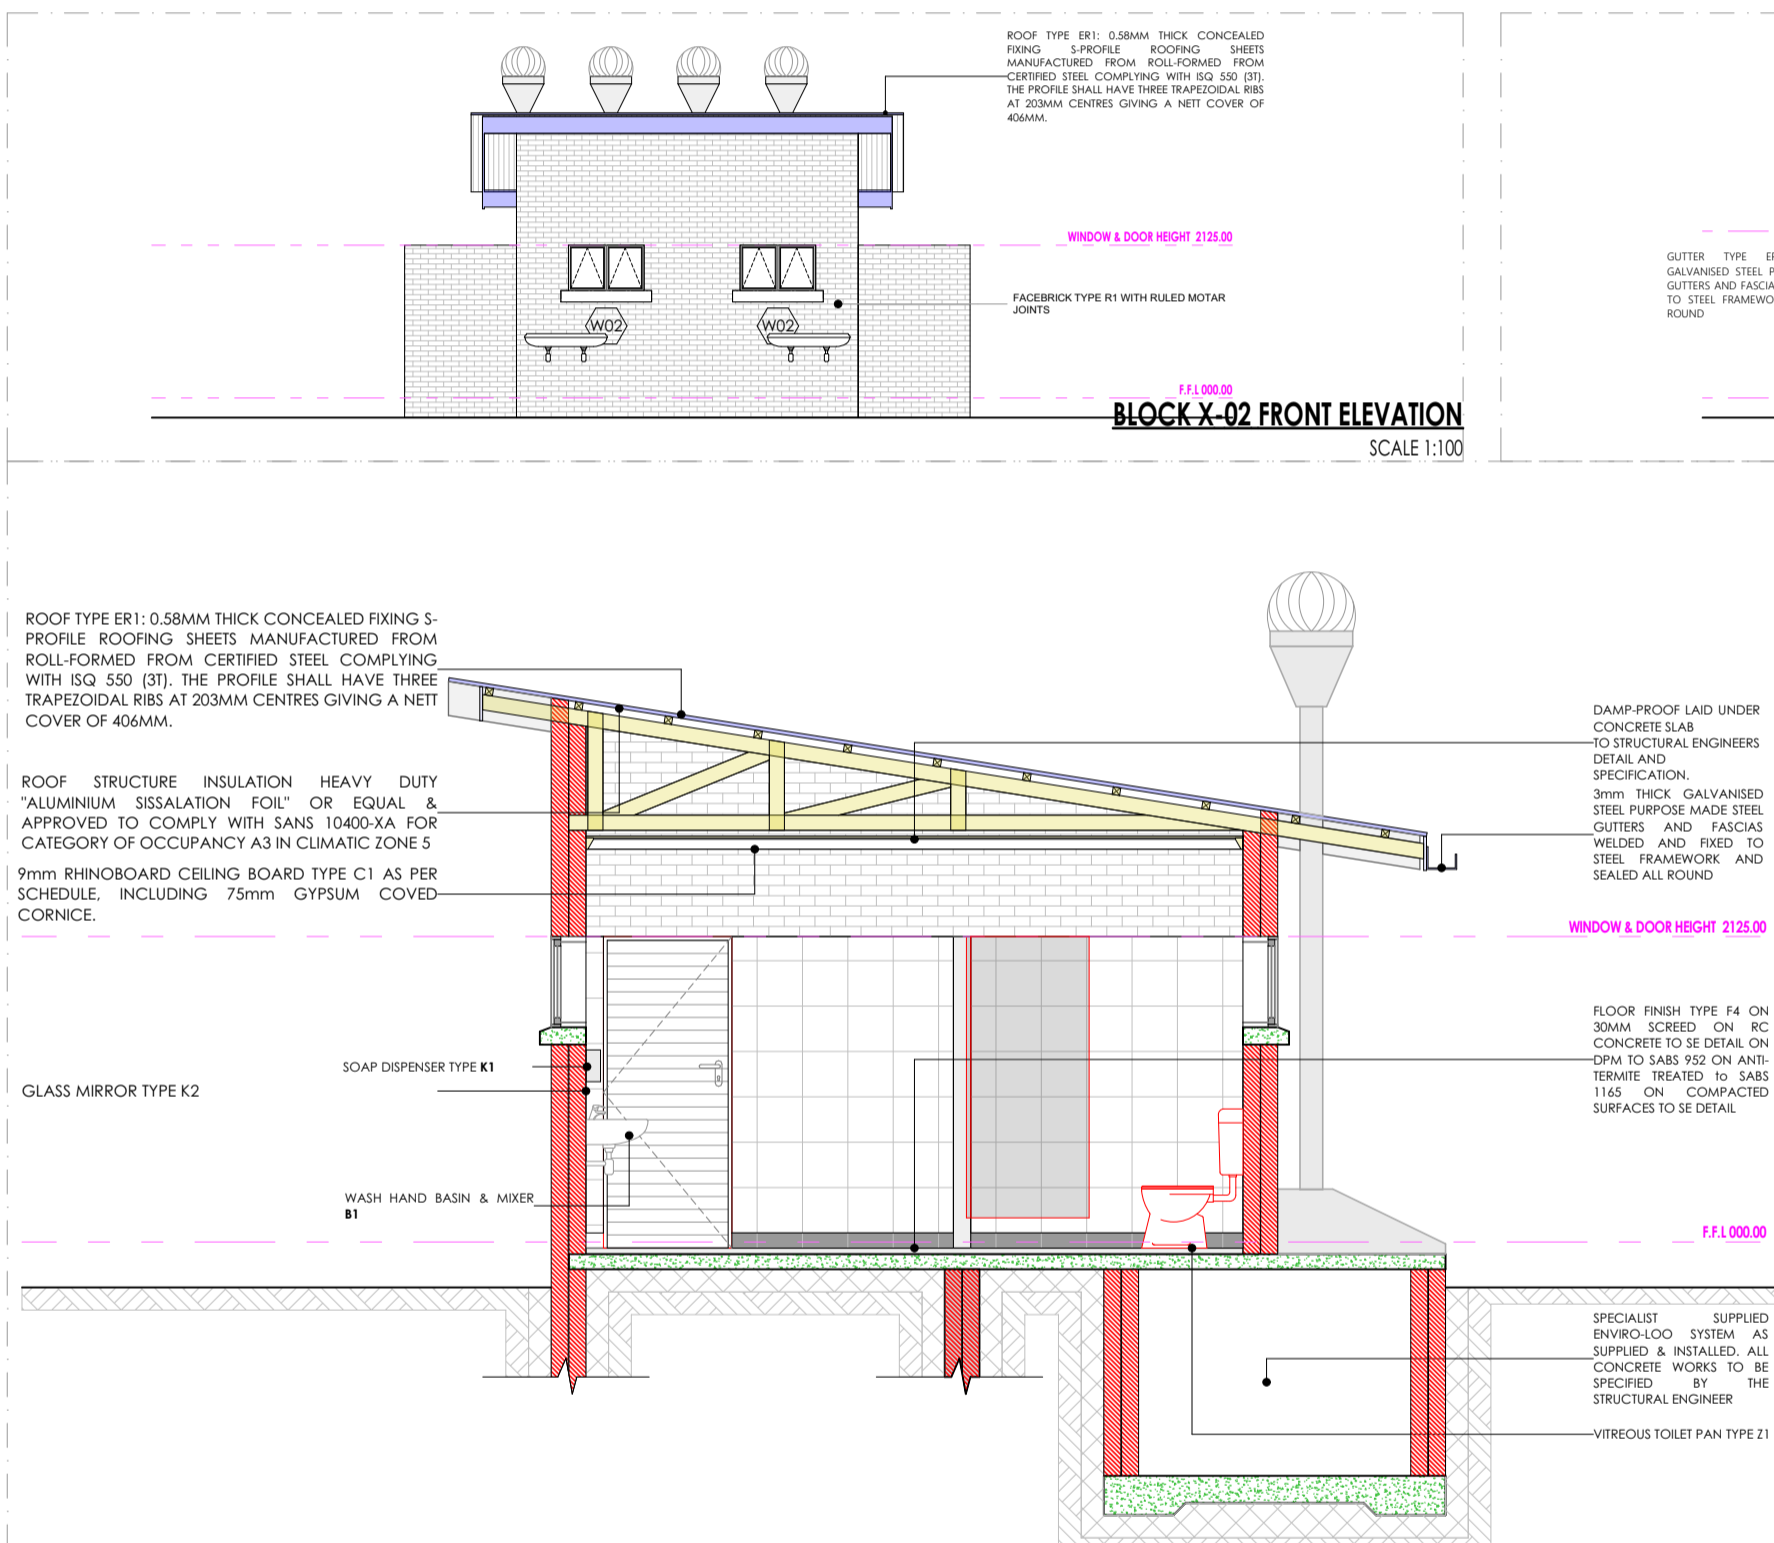 ROOF TYPE ER1: 0.58MM THICK CONCEALED
FIXING S-PROFILE ROOFING SHEETS
MANUFACTURED FROM ROLL-FORMED FROM
CERTIFIED STEEL COMPLYING WITH ISQ 550 (3T).
THE PROFILE SHALL HAVE THREE TRAPEZOIDAL RIBS
AT 203MM CENTRES GIVING A NETT COVER OF
406MM.
WINDOW & DOOR HEIGHT 2125.00
FACEBRICK TYPE R1 WITH RULED MOTAR
JOINTS
W02
W02
F.F.L 000.00
BLOCK X-02 FRONT ELEVATION
SCALE 1:100
GUTTER TYPE
GALVANISED STEEL
GUTTERS AND FASCIA
TO STEEL
ROUND
ROOF TYPE ER1: 0.58MM THICK CONCEALED FIXING S-
PROFILE ROOFING SHEETS MANUFACTURED FROM
ROLL-FORMED FROM CERTIFIED STEEL COMPLYING
WITH ISQ 550 (3T). THE PROFILE SHALL HAVE THREE
TRAPEZOIDAL RIBS AT 203MM CENTRES GIVING A NETT
COVER OF 406MM.
ROOF STRUCTURE INSULATION HEAVY DUTY
"ALUMINIUM SISSALATION FOIL" OR EQUAL &
APPROVED TO COMPLY WITH SANS 10400-XA FOR
CATEGORY OF OCCUPANCY A3 IN CLIMATIC ZONE 5
9mm RHINOBOARD CEILING BOARD TYPE C1 AS PER
SCHEDULE, INCLUDING 75mm GYPSUM COVED
CORNICE.
SOAP DISPENSER TYPE K1
GLASS MIRROR TYPE K2
WASH HAND BASIN & MIXER
B1
DAMP-PROOF LAID UNDER
CONCRETE SLAB
TO STRUCTURAL ENGINEERS
DETAIL AND
SPECIFICATION.
3mm THICK GALVANISED
STEEL PURPOSE MADE STEEL
GUTTERS AND FASCIAS
WELDED AND FIXED TO
STEEL FRAMEWORK AND
SEALED ALL ROUND
WINDOW & DOOR HEIGHT 2125.00
FLOOR FINISH TYPE F4 ON
30MM SCREED ON RC
CONCRETE TO SE DETAIL ON
DPM TO SABS 952 ON ANTI-
TERMITE TREATED to SABS
1165 ON COMPACTED
SURFACES TO SE DETAIL
F.F.L 000.00
SPECIALIST SUPPLIED
ENVIRO-LOO SYSTEM AS
SUPPLIED & INSTALLED. ALL
CONCRETE WORKS TO BE
SPECIFIED BY THE
STRUCTURAL ENGINEER
VITREOUS TOILET PAN TYPE Z1